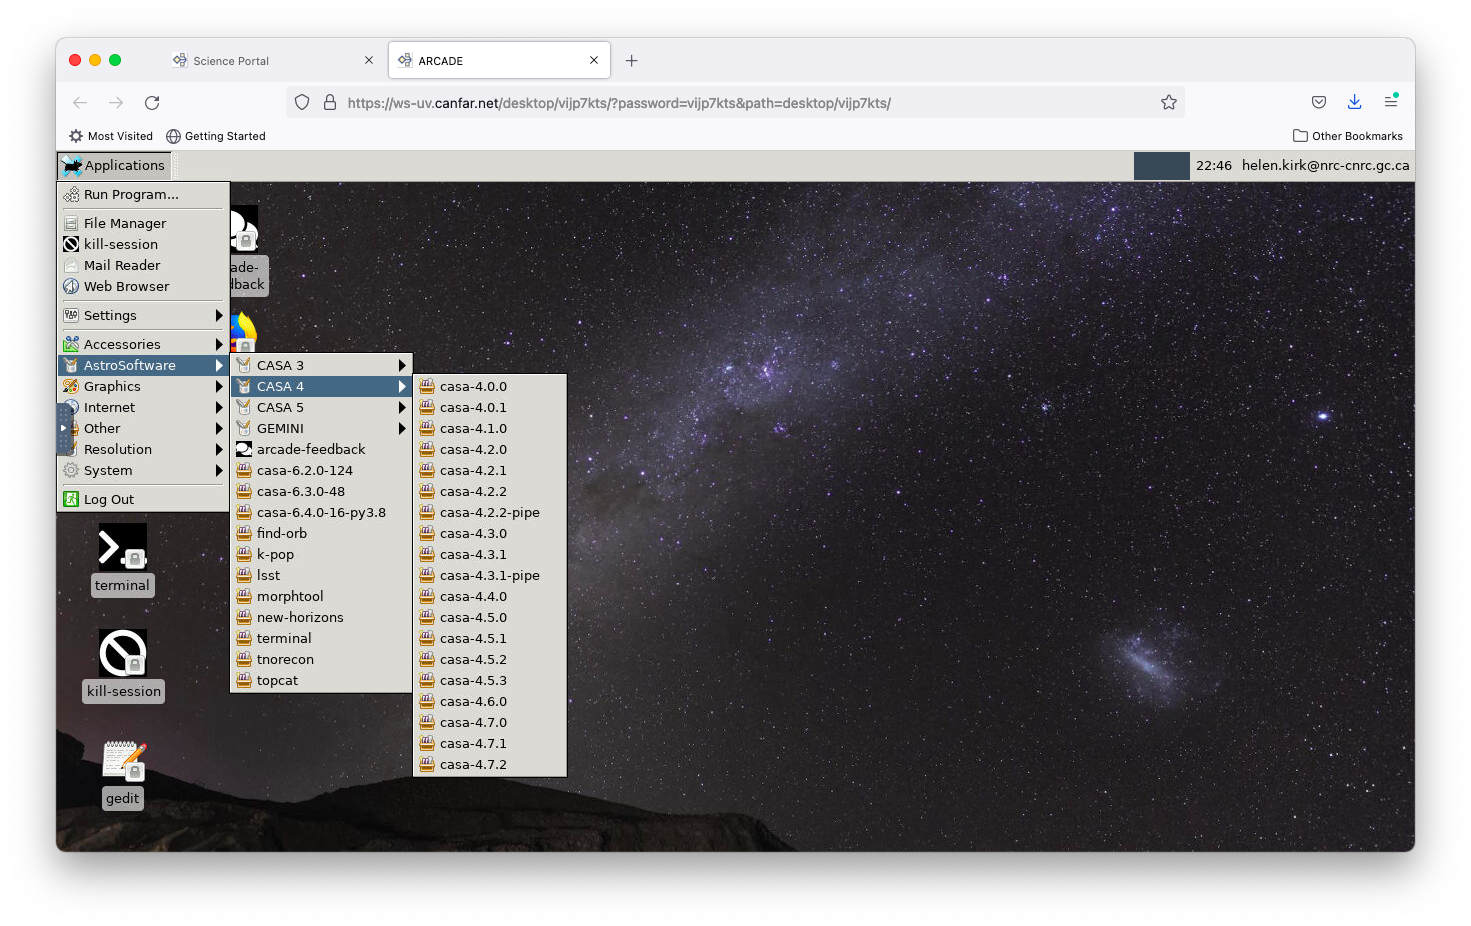 Science Portal
ARCADE
https://ws-uv.canfar.net/desktop/vijp7kts/?password=vijp7kts&path=desktop/vijp7kts/
Most Visited
Getting Started
Other Bookmarks
Applications
22:46 helen.kirk@nrc-cnrc.gc.ca
Run Program...
File Manager
kill-session
Mail Reader
Web Browser
Settings
Accessories
AstroSoftware
Graphics
Internet
Other
Resolution
System
Log Out
ade-
dback
CASA 3
CASA 4
CASA 5
GEMINI
arcade-feedback
casa-6.2.0-124
casa-6.3.0-48
casa-6.4.0-16-py3.8
find-orb
k-pop
lsst
morphtool
new-horizons
terminal
tnorecon
topcat
casa-4.0.0
casa-4.0.1
casa-4.1.0
casa-4.2.0
casa-4.2.1
casa-4.2.2
casa-4.2.2-pipe
casa-4.3.0
casa-4.3.1
casa-4.3.1-pipe
casa-4.4.0
casa-4.5.0
casa-4.5.1
casa-4.5.2
casa-4.5.3
casa-4.6.0
casa-4.7.0
casa-4.7.1
casa-4.7.2
terminal
kill-session
gedit